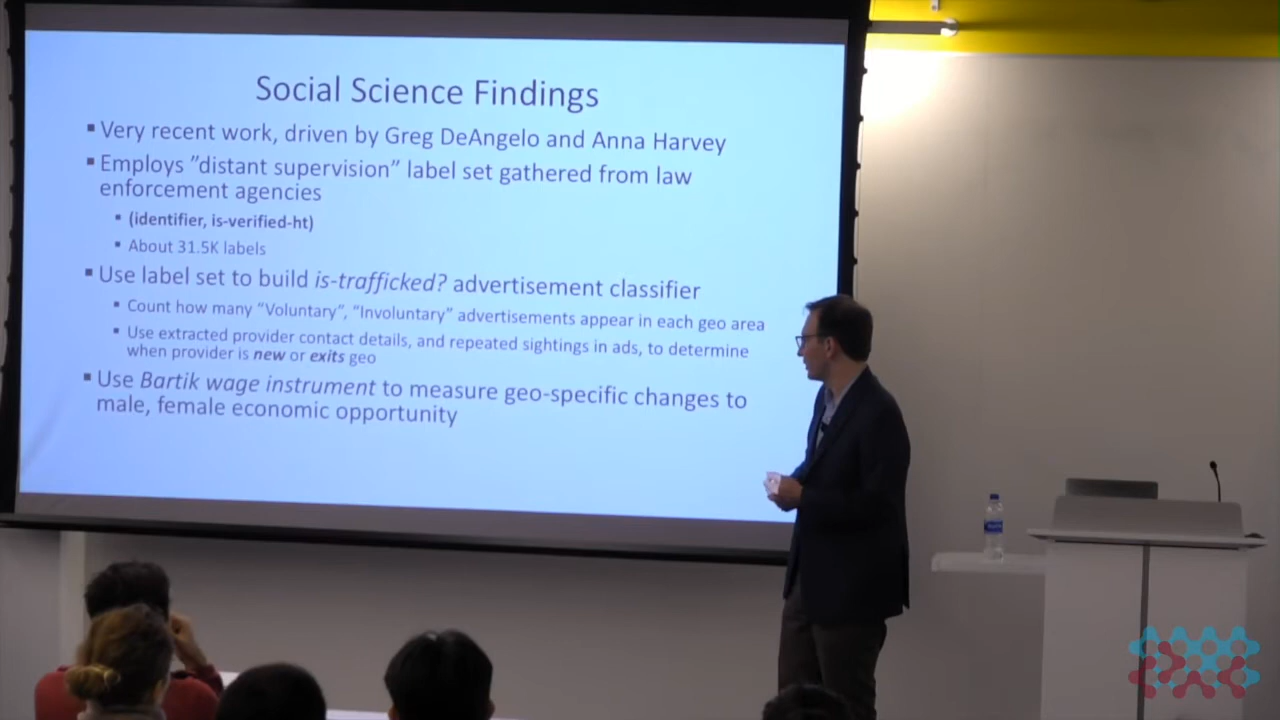 Social Science Findings
▪ Very recent work, driven by Greg DeAngelo and Anna Harvey
▪ Employs ”distant supervision” label set gathered from law
enforcement agencies
▪ (identifier, is-verified-ht)
▪ About 31.5K labels
▪ Use label set to build is-trafficked? advertisement classifier
▪ Count how many “Voluntary”, “Involuntary” advertisements appear in each geo area
▪ Use extracted provider contact details, and repeated sightings in ads, to determine
when provider is new or exits geo
▪ Use Bartik wage instrument to measure geo-specific changes to
male, female economic opportunity